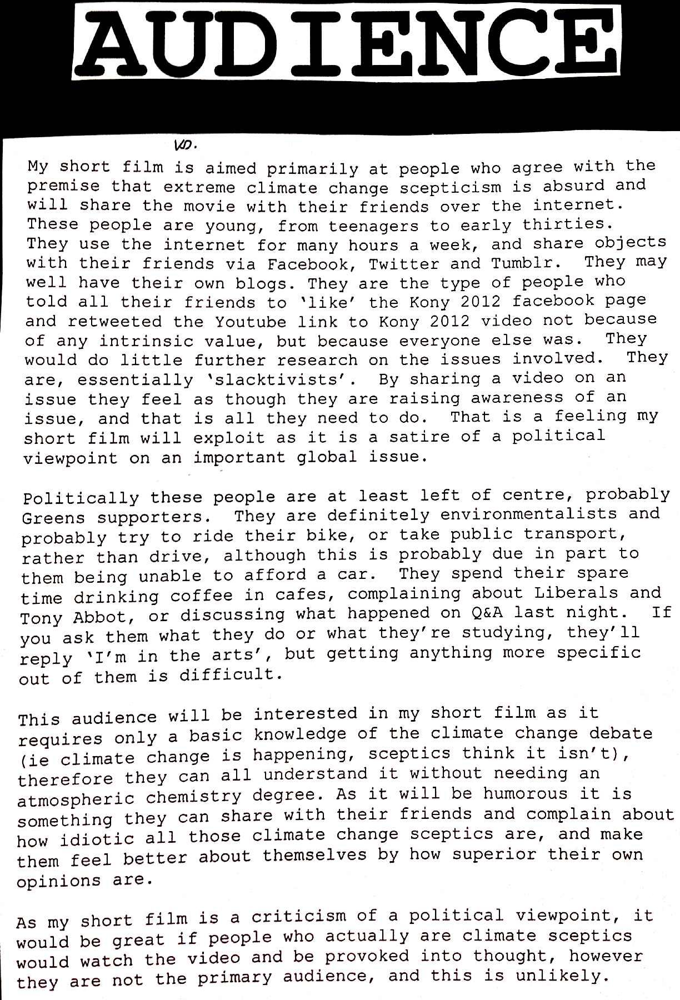 AUDIENCE
VD.
My short film is aimed primarily at people who agree with the
premise that extreme climate change scepticism is absurd and
will share the movie with their friends over the internet.
These people are young, from teenagers to early thirties.
They use the internet for many hours a week, and share objects
with their friends via Facebook, Twitter and Tumblr.  They may
well have their own blogs. They are the type of people who
told all their friends to ‘like’ the Kony 2012 facebook page
and retweeted the Youtube link to Kony 2012 video not because
of any intrinsic value, but because everyone else was.  They
would do little further research on the issues involved.  They
are, essentially ‘slacktivists’.  By sharing a video on an
issue they feel as though they are raising awareness of an
issue, and that is all they need to do.  That is a feeling my
short film will exploit as it is a satire of a political
viewpoint on an important global issue.
Politically these people are at least left of centre, probably
Greens supporters.  They are definitely environmentalists and
probably try to ride their bike, or take public transport,
rather than drive, although this is probably due in part to
them being unable to afford a car.  They spend their spare
time drinking coffee in cafes, complaining about Liberals and
Tony Abbot, or discussing what happened on Q&A last night.  If
you ask them what they do or what they’re studying, they’ll
reply ‘I’m in the arts’, but getting anything more specific
out of them is difficult.
This audience will be interested in my short film as it
requires only a basic knowledge of the climate change debate
(ie climate change is happening, sceptics think it isn’t),
therefore they can all understand it without needing an
atmospheric chemistry degree. As it will be humorous it is
something they can share with their friends and complain about
how idiotic all those climate change sceptics are, and make
them feel better about themselves by how superior their own
opinions are.
As my short film is a criticism of a political viewpoint, it
would be great if people who actually are climate sceptics
would watch the video and be provoked into thought, however
they are not the primary audience, and this is unlikely.